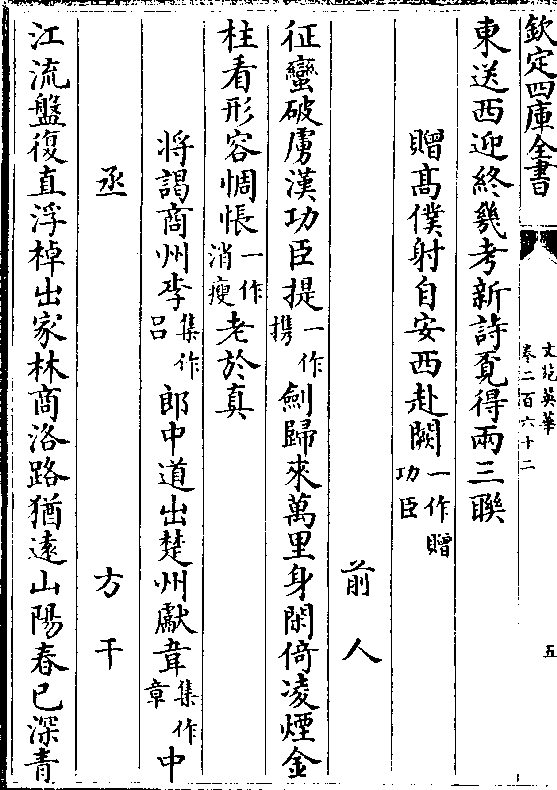 欽定四庫全書
文苑英華
卷二百六十二
五
東送西迎終幾考新詩覔得兩三聯
贈髙僕射自安西赴闕一作贈功臣
前人
征蠻破虜漢功臣提一作攜劍歸來萬里身閑倚凌煙金
柱看形容惆悵一作消瘦老於真
將謁商州李集作呂郎中道出楚州獻韋集作章中
丞
方干
江流盤復直浮棹出家林商洛路猶遠山陽春已深青